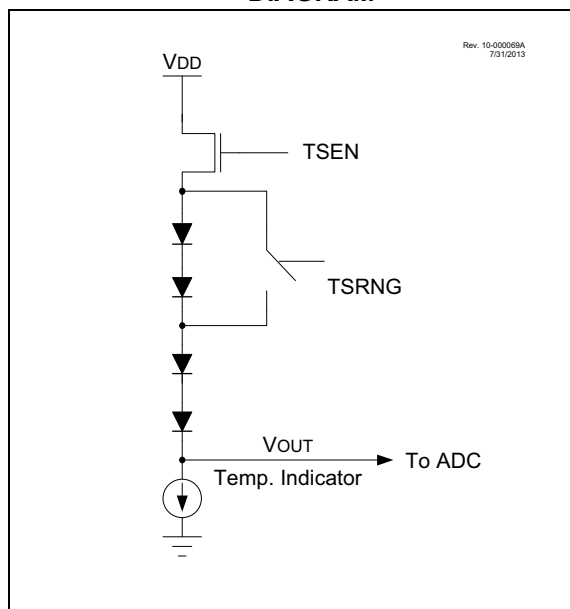 DIAGRAM
Rev. 10-000069A
7/31/2013
VDD
TSEN
TSRNG
VOUT
To ADC
Temp. Indicator